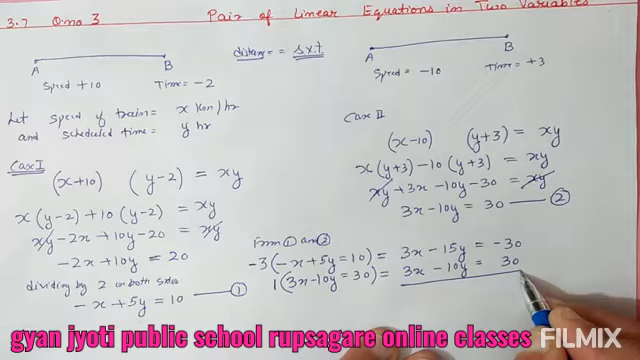 3.7 Q.no 3 Pair of Linear Equations in Two Variables
A B distance = s x t A B
Speed +10 Time = -2 Speed = -10 Time = +3
Let speed of train = x km/hr
and scheduled time = y hr
Case I
(x+10) (y-2) = xy
x(y-2)+10(y-2) = xy
xy-2x+10y-20 = xy
-2x+10y = 20
dividing by 2 on both sides
-x+5y = 10 —— ①
Case II
(x-10) (y+3) = xy
x(y+3)-10(y+3) = xy
xy+3x-10y-30 = xy
3x-10y = 30 —— ②
From ① and ②
-3(-x+5y=10) = 3x-15y = -30
1(3x-10y=30) = 3x-10y = 30
gyan jyoti public school rupsagare online classes
FILMIX